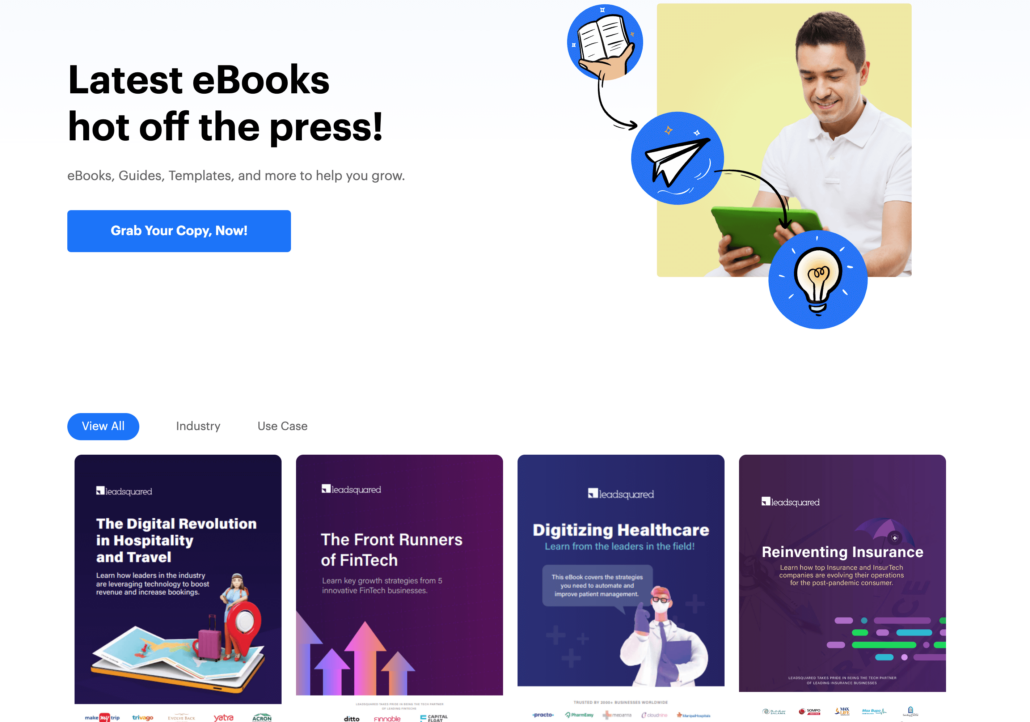 Latest eBooks
hot off the press!
eBooks, Guides, Templates, and more to help you grow.
Grab Your Copy, Now!
View All
Industry
Use Case
leadsquared
The Digital Revolution
in Hospitality
and Travel
Learn how leaders in the industry
are leveraging technology to boost
revenue and increase bookings.
make my trip
trivago
yatra
ACRON
leadsquared
The Front Runners
of FinTech
Learn key growth strategies from 5
innovative FinTech businesses.
LEADSQUARED TAKES PRIDE IN BEING THE TECH PARTNER
OF LEADING FINTECHS
ditto
Finnable
CAPITAL
FLOAT
leadsquared
Digitizing Healthcare
Learn from the leaders in the field!
This eBook covers the strategies
you need to automate and
improve patient management.
TRUSTED BY 2000+ BUSINESSES WORLDWIDE
practo
PharmEasy
leadsquared
Reinventing Insurance
Learn how top Insurance and InsurTech
companies are evolving their operations
for the post-pandemic consumer.
LEADSQUARED TAKES PRIDE IN BEING THE TECH PARTNER
OF LEADING INSURANCE BUSINESSES